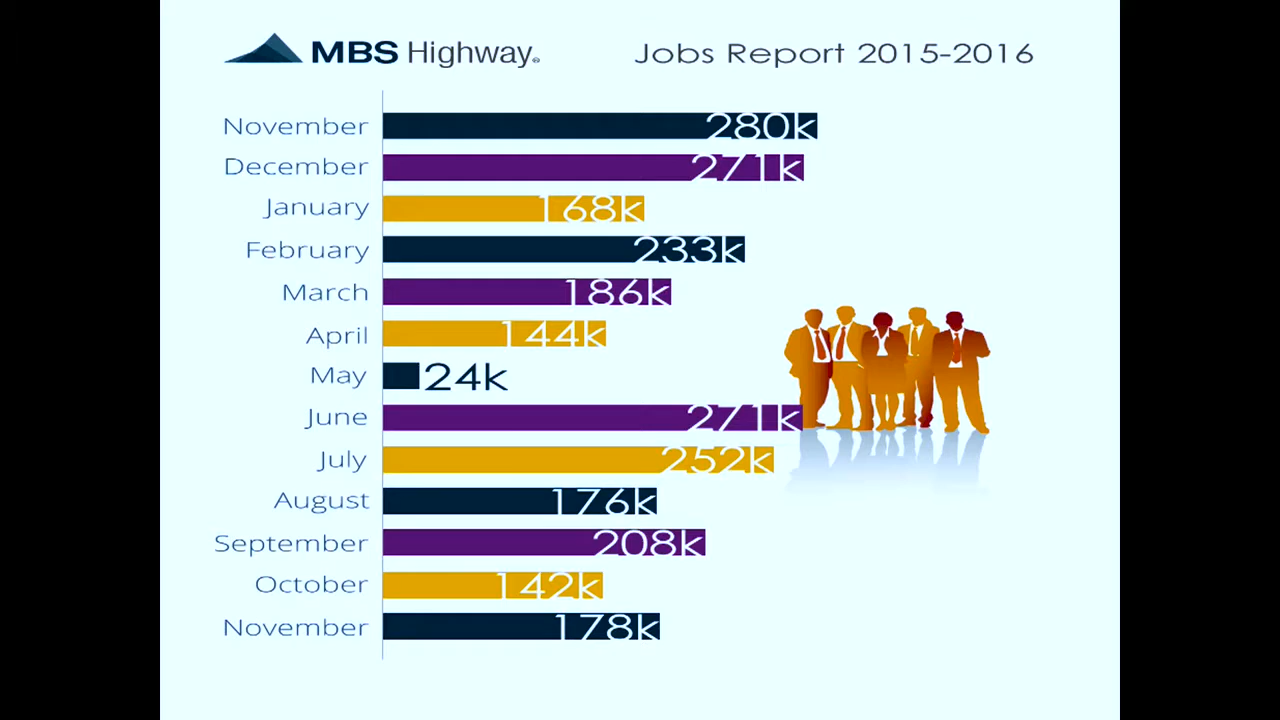 MBS Highway® Jobs Report 2015-2016
November 280k
December 271k
January 168k
February 233k
March 186k
April 144k
May 24k
June 271k
July 252k
August 176k
September 208k
October 142k
November 178k